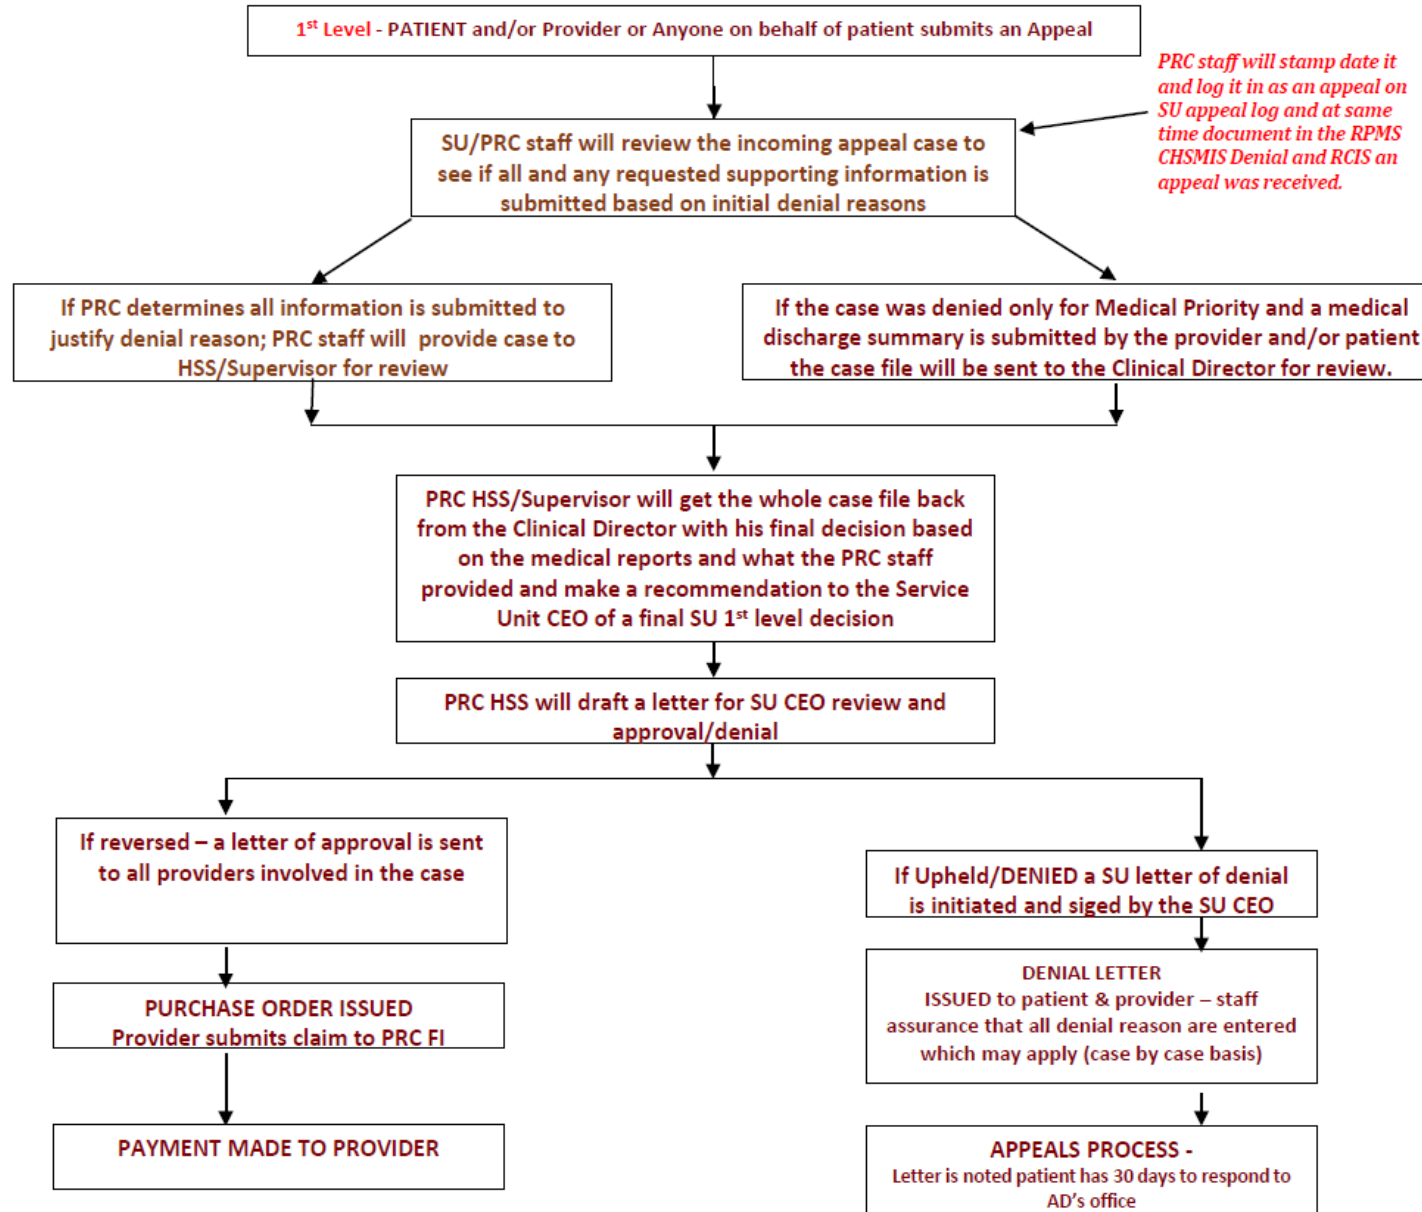 1st Level - PATIENT and/or Provider or Anyone on behalf of patient submits an Appeal
PRC staff will stamp date it
and log it in as an appeal on
SU appeal log and at same
time document in the RPMS
CHSMIS Denial and RCIS an
appeal was received.
SU/PRC staff will review the incoming appeal case to
see if all and any requested supporting information is
submitted based on initial denial reasons
If PRC determines all information is submitted to
justify denial reason; PRC staff will provide case to
HSS/Supervisor for review
If the case was denied only for Medical Priority and a medical
discharge summary is submitted by the provider and/or patient
the case file will be sent to the Clinical Director for review.
PRC HSS/Supervisor will get the whole case file back
from the Clinical Director with his final decision based
on the medical reports and what the PRC staff
provided and make a recommendation to the Service
Unit CEO of a final SU 1st level decision
PRC HSS will draft a letter for SU CEO review and
approval/denial
If reversed – a letter of approval is sent
to all providers involved in the case
If Upheld/DENIED a SU letter of denial
is initiated and siged by the SU CEO
PURCHASE ORDER ISSUED
Provider submits claim to PRC FI
DENIAL LETTER
ISSUED to patient & provider – staff
assurance that all denial reason are entered
which may apply (case by case basis)
PAYMENT MADE TO PROVIDER
APPEALS PROCESS -
Letter is noted patient has 30 days to respond to
AD's office